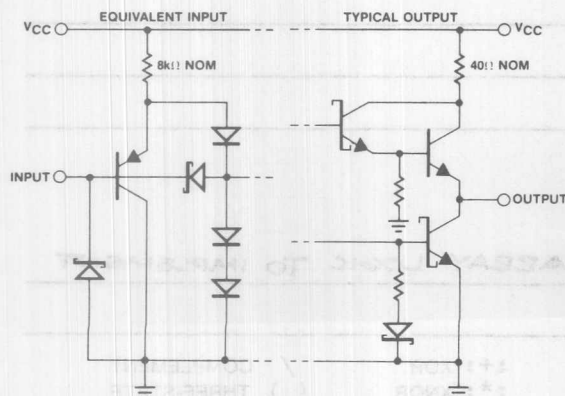 EQUIVALENT INPUT
TYPICAL OUTPUT
VCC
VCC
8kΩ NOM
40Ω NOM
INPUT
OUTPUT